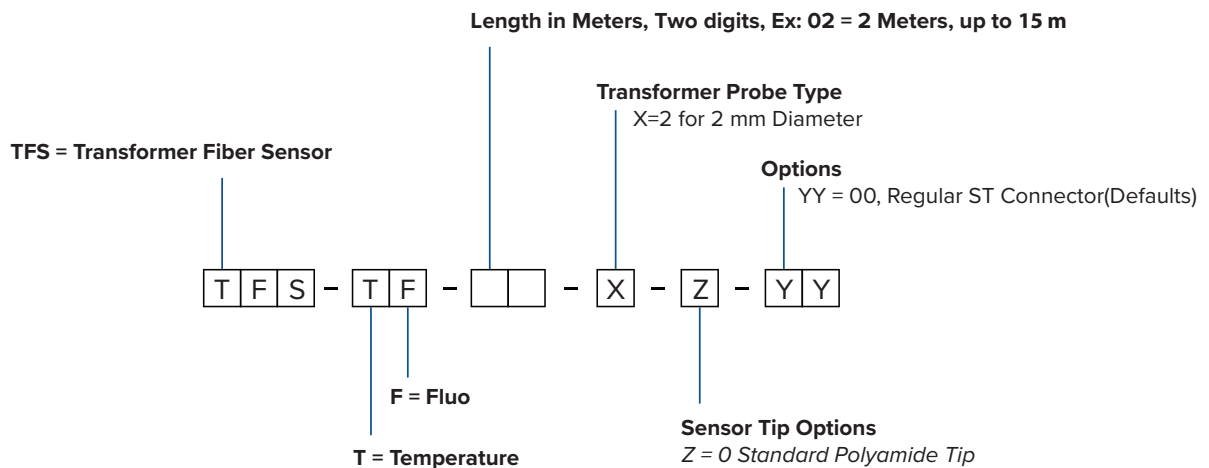 Length in Meters, Two digits, Ex: 02 = 2 Meters, up to 15 m
Transformer Probe Type
X=2 for 2 mm Diameter
TFS = Transformer Fiber Sensor
Options
YY = 00, Regular ST Connector(Defaults)
T F S - T F - - X - Z - Y Y
F = Fluo
Sensor Tip Options
T = Temperature
Z = 0 Standard Polyamide Tip